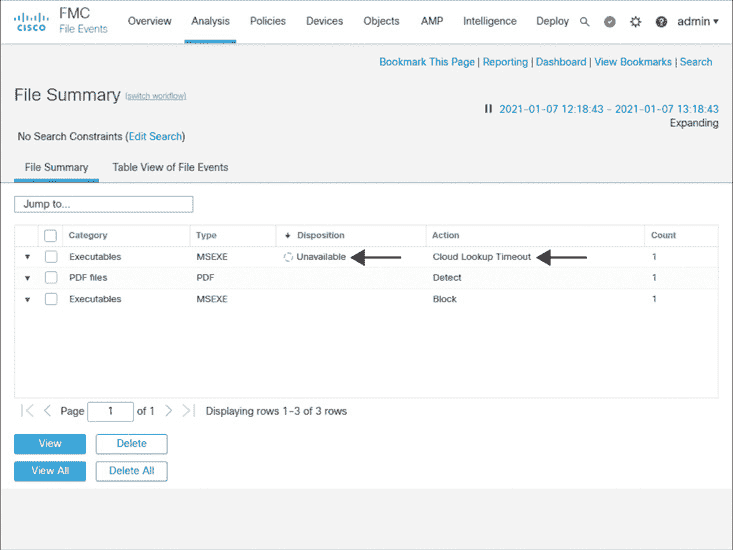 CISCO
FMC
File Events
Overview Analysis Policies Devices Objects AMP Intelligence Deploy admin
Bookmark This Page | Reporting | Dashboard | View Bookmarks | Search
File Summary (switch workflow)
2021-01-07 12:18:43 - 2021-01-07 13:18:43
Expanding
No Search Constraints (Edit Search)
File Summary Table View of File Events
Jump to...
Category Type Disposition Action Count
Executables MSEXE Unavailable Cloud Lookup Timeout 1
PDF files PDF Detect 1
Executables MSEXE Block 1
Page 1 of 1 Displaying rows 1-3 of 3 rows
View Delete
View All Delete All